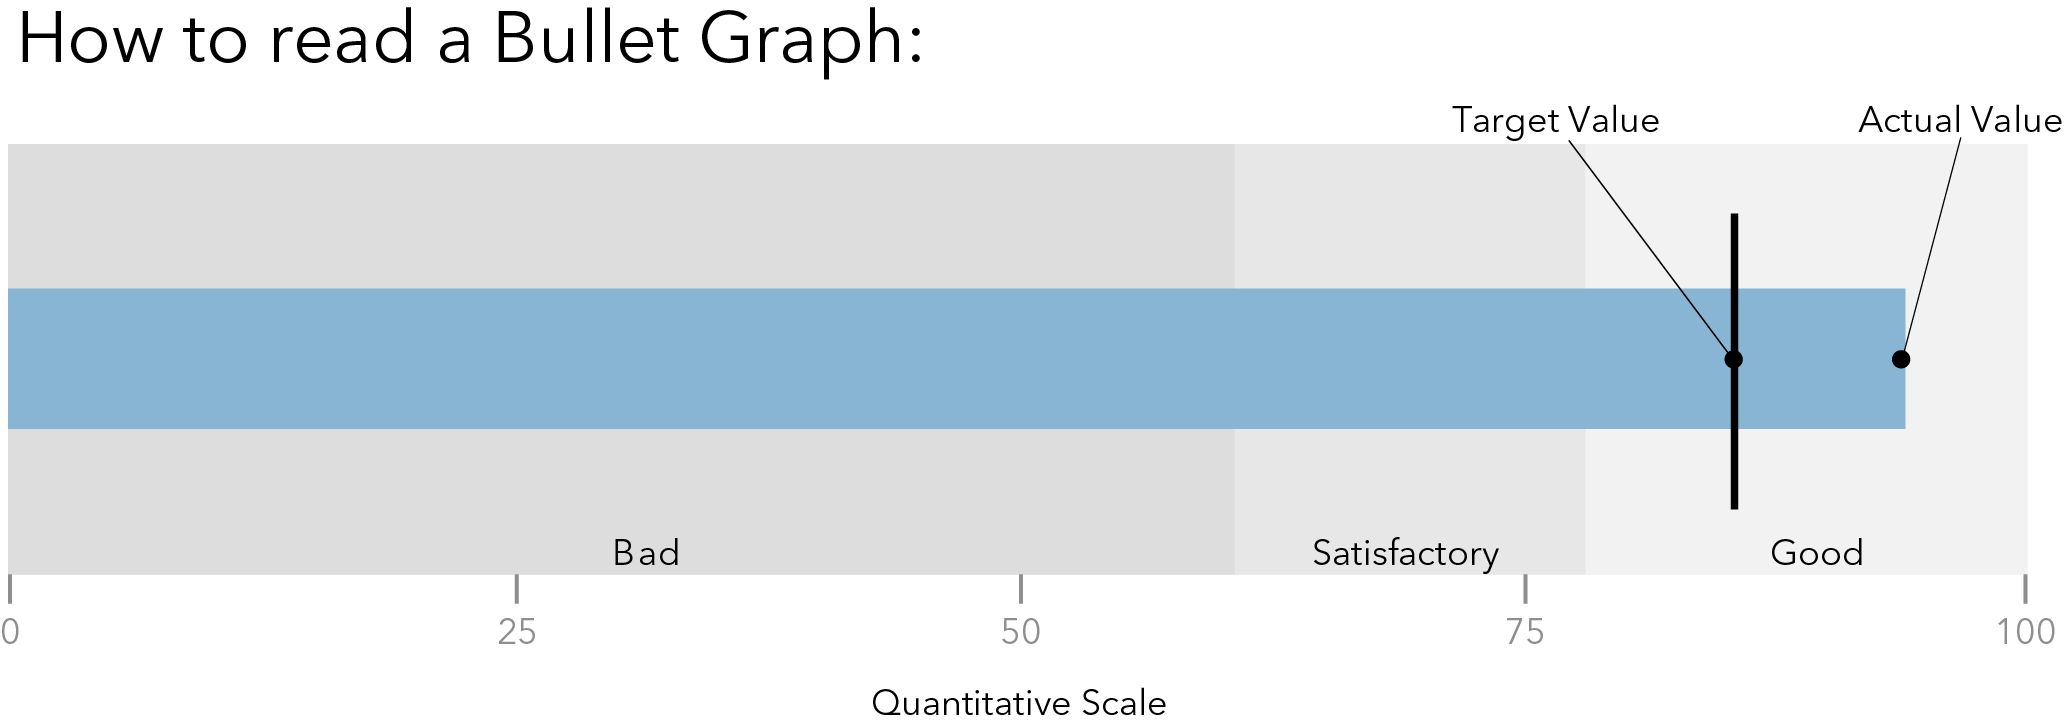 How to read a Bullet Graph:
Target Value Actual Value
Bad Satisfactory Good
0 25 50 75 100
Quantitative Scale